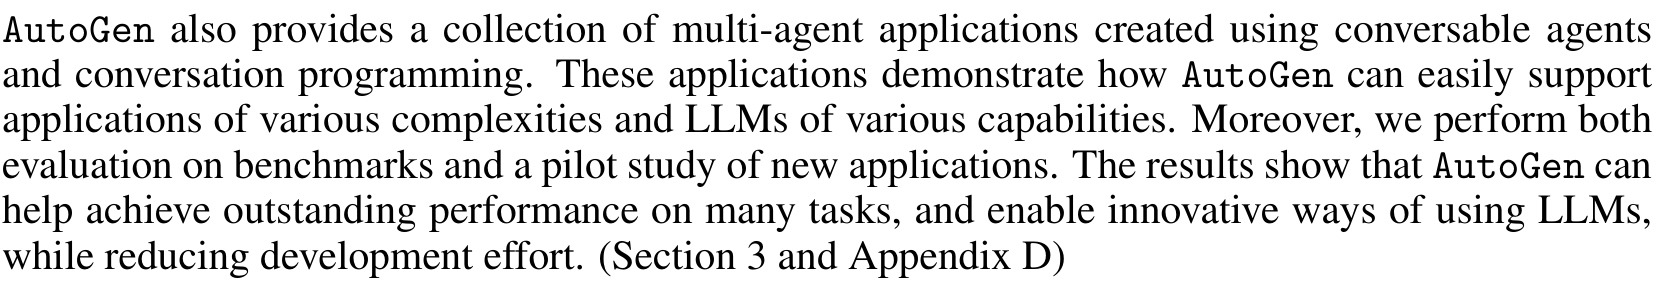 AutoGen also provides a collection of multi-agent applications created using conversable agents
and conversation programming. These applications demonstrate how AutoGen can easily support
applications of various complexities and LLMs of various capabilities. Moreover, we perform both
evaluation on benchmarks and a pilot study of new applications. The results show that AutoGen can
help achieve outstanding performance on many tasks, and enable innovative ways of using LLMs,
while reducing development effort. (Section 3 and Appendix D)